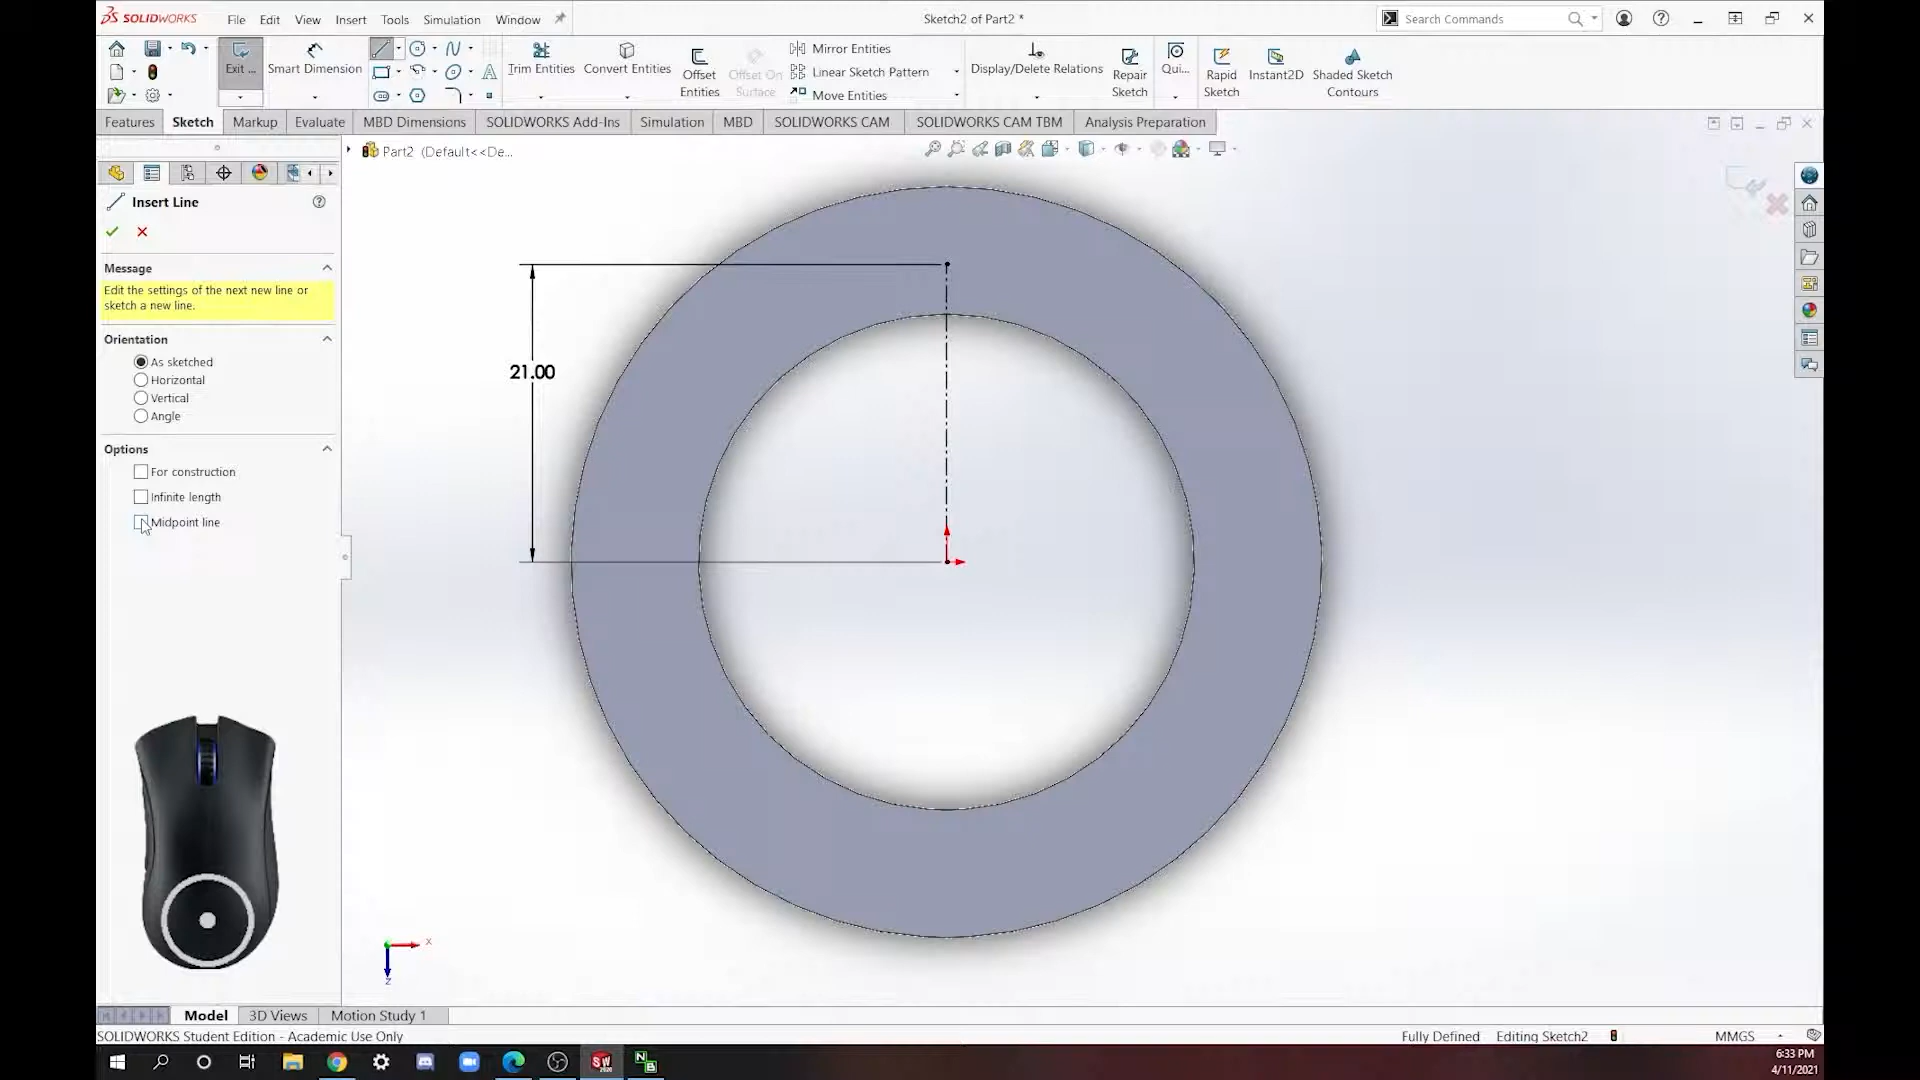 SOLIDWORKS File Edit View Insert Tools Simulation Window Sketch2 of Part2 * Search Commands
Exit ... Smart Dimension Trim Entities Convert Entities Offset Entities Offset On Surface Mirror Entities Display/Delete Relations Repair Sketch Qui... Rapid Sketch Instant2D Shaded Sketch Contours
Linear Sketch Pattern
Move Entities
Features Sketch Markup Evaluate MBD Dimensions SOLIDWORKS Add-Ins Simulation MBD SOLIDWORKS CAM SOLIDWORKS CAM TBM Analysis Preparation
Part2 (Default<<De...
Insert Line
Message
Edit the settings of the next new line or
sketch a new line.
Orientation
As sketched
Horizontal
Vertical
Angle
Options
For construction
Infinite length
Midpoint line
21.00
X
Z
Model 3D Views Motion Study 1
SOLIDWORKS Student Edition - Academic Use Only Fully Defined Editing Sketch2 MMGS
6:33 PM
4/11/2021